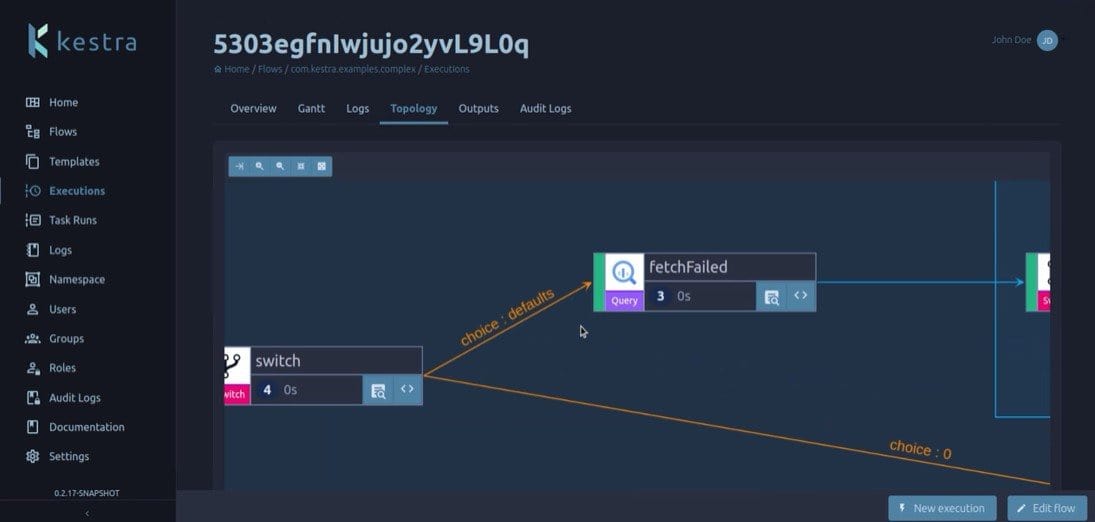 kestra
Home
Flows
Templates
Executions
Task Runs
Logs
Namespace
Users
Groups
Roles
Audit Logs
Documentation
Settings
0.2.17-SNAPSHOT
5303egfnIwjujo2yvL9L0q
Home / Flows / com.kestra.examples.complex / Executions
John Doe JD
Overview Gantt Logs Topology Outputs Audit Logs
fetchFailed
Query 3 0s
choice : defaults
switch
witch 4 0s
choice : 0
New execution Edit flow